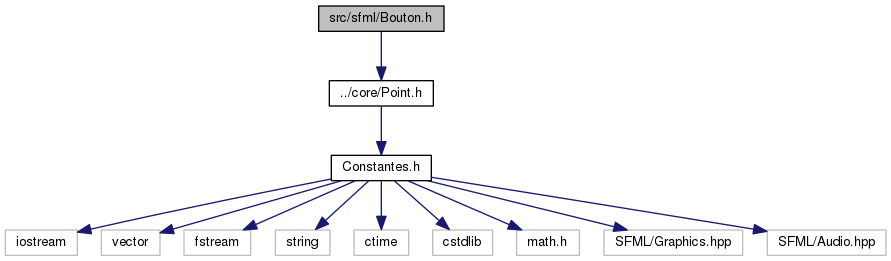 src/sfml/Bouton.h
../core/Point.h
Constantes.h
iostream
vector
fstream
string
ctime
cstdlib
math.h
SFML/Graphics.hpp
SFML/Audio.hpp